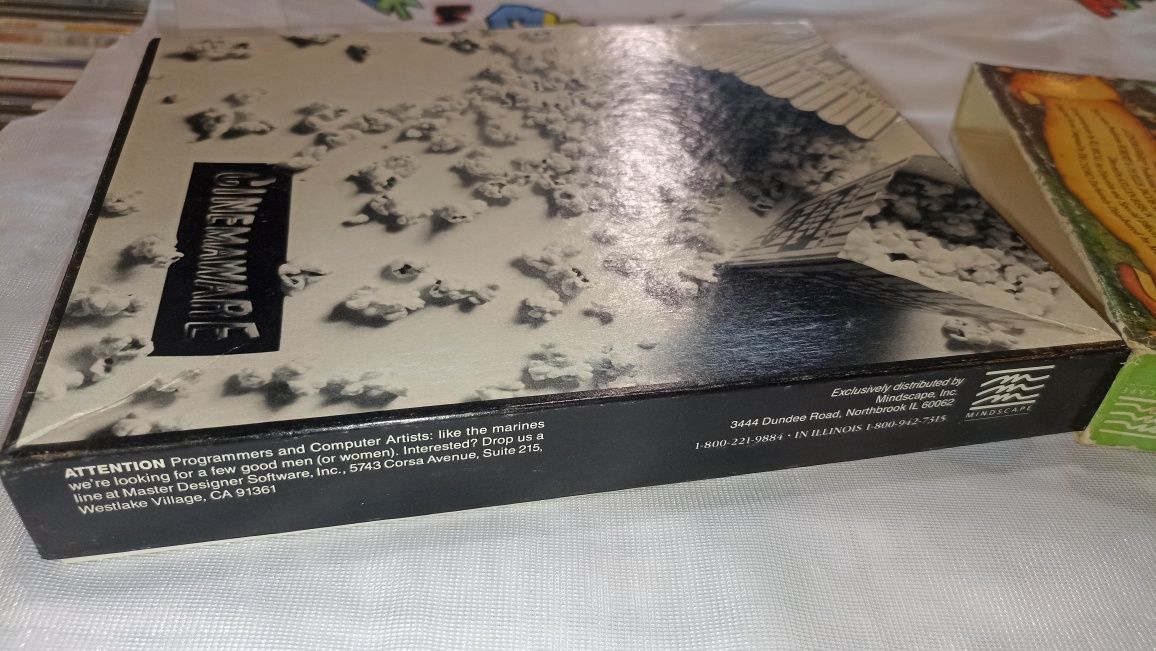 CINEMAWARE
ATTENTION Programmers and Computer Artists: like the marines
we're looking for a few good men (or women). Interested? Drop us a
line at Master Designer Software, Inc., 5743 Corsa Avenue, Suite 215,
Westlake Village, CA 91361
Exclusively distributed by
Mindscape, Inc.
3444 Dundee Road, Northbrook IL 60062
1-800-221-9884 · IN ILLINOIS 1-800-942-7315
MINDSCAPE